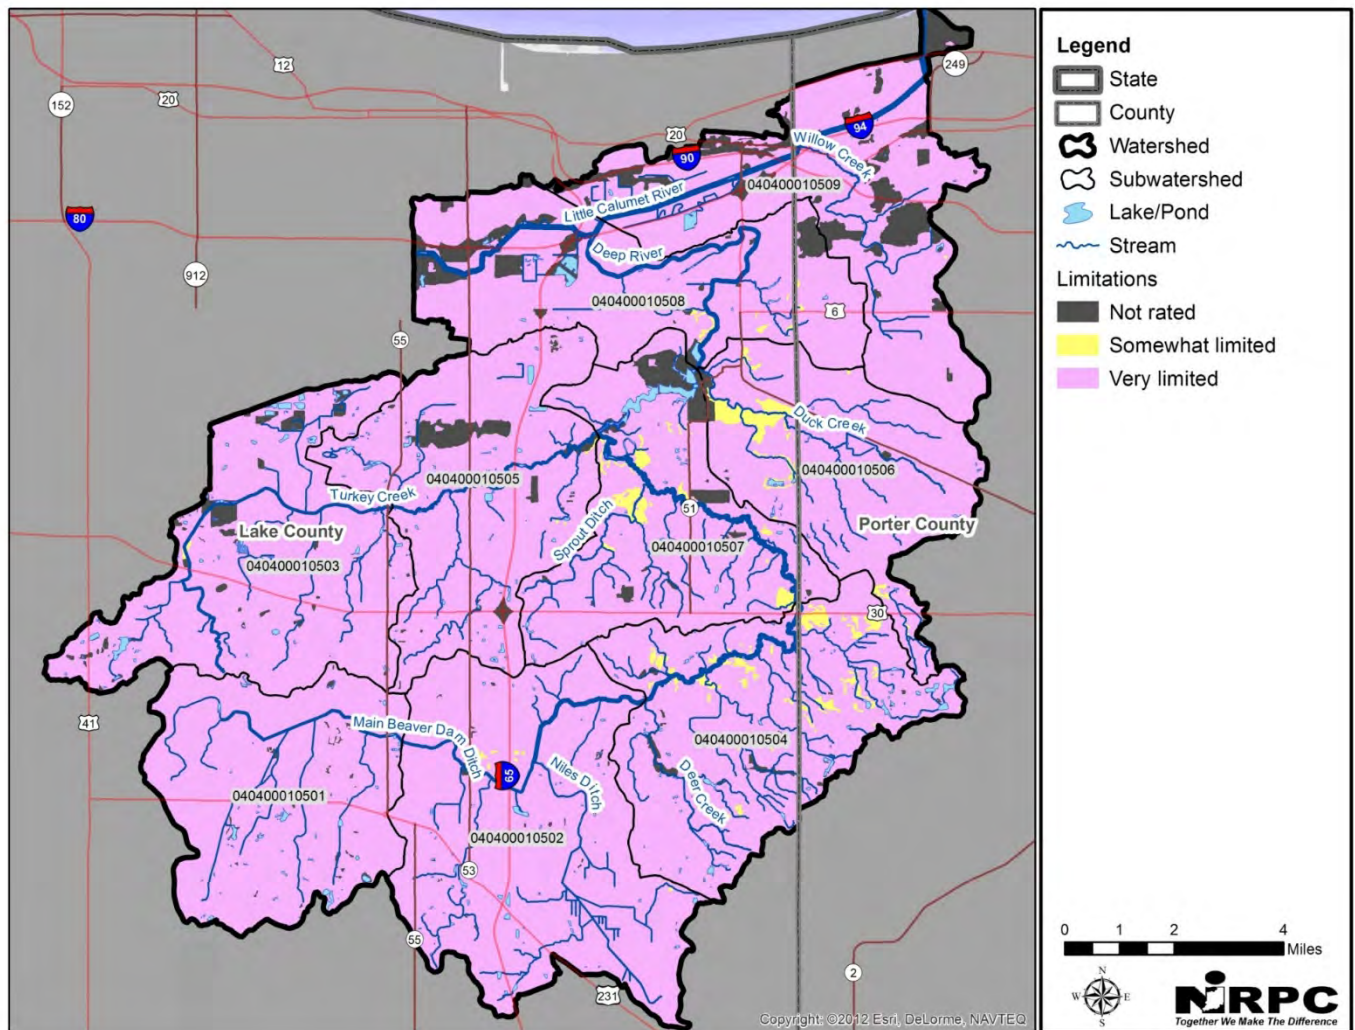 12
20
152
249
94
Willow Creek,
20
90
040400010509
Little Calumet River
80
Deep River
912
040400010508
6
55
Duck Creek
040400010506
040400010505
Turkey Creek
51
Lake County
Porter County
Sprout Ditch
040400010507
040400010503
30
41
Main Beaver Dam Ditch
040400010504
65
Niles Ditch
Deer Creek
040400010501
040400010502
53
55
2
231
Copyright: ©2012 Esri, DeLorme, NAVTEQ
Legend
State
County
Watershed
Subwatershed
Lake/Pond
Stream
Limitations
Not rated
Somewhat limited
Very limited
0 1 2 4
Miles
N
W E
S
NIRPC
Together We Make The Difference